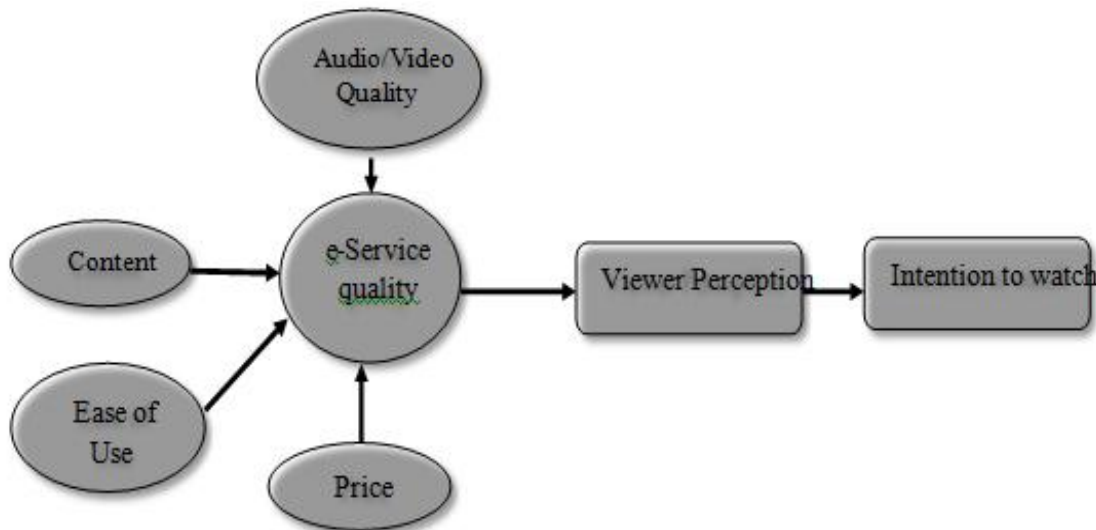 Audio/Video
Quality
Content
e-Service
quality
Viewer Perception
Intention to watch
Ease of
Use
Price